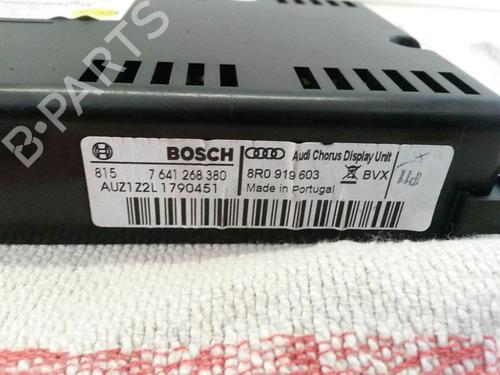 B-PARTS
BOSCH Audi Chorus Display Unit
815 7 641 268 380 8R0 919 603 BVX
AUZ1Z2L1790451 Made in Portugal